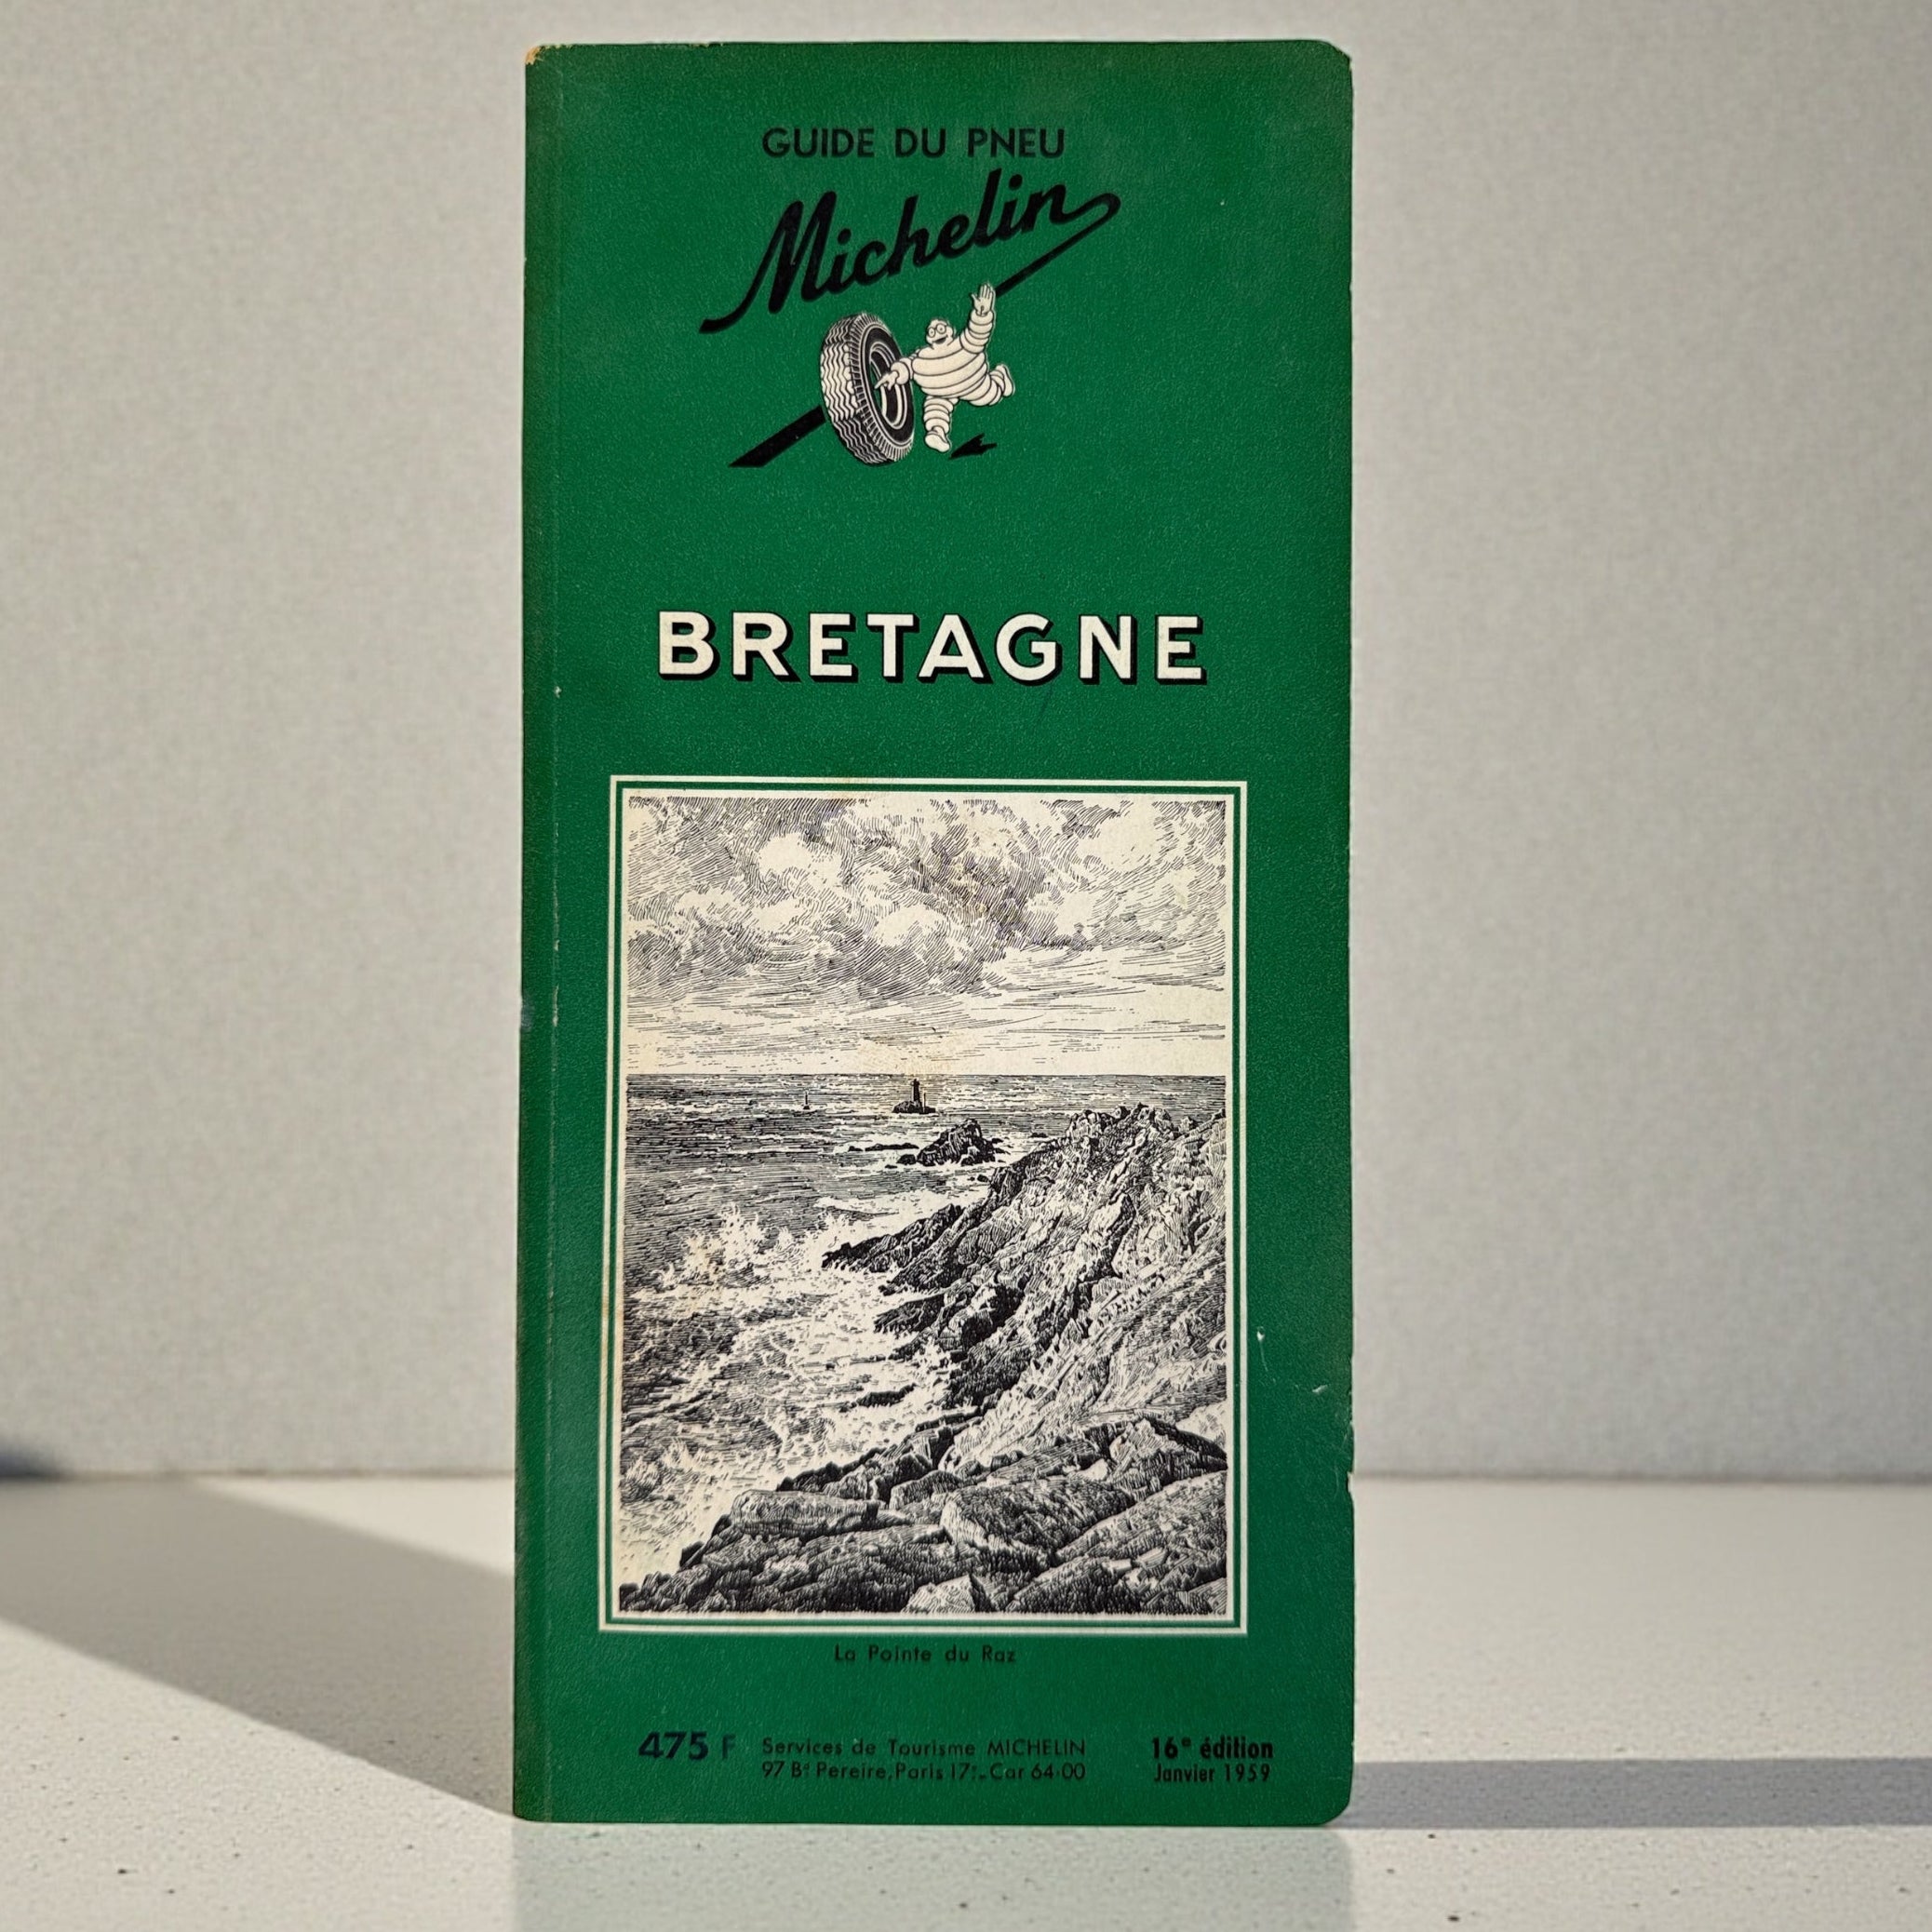 GUIDE DU PNEU
Michelin
BRETAGNE
La Pointe du Raz
475 F
Services de Tourisme MICHELIN
97 Bd Pereire, Paris 17e - Car 64-00
16e édition
Janvier 1959